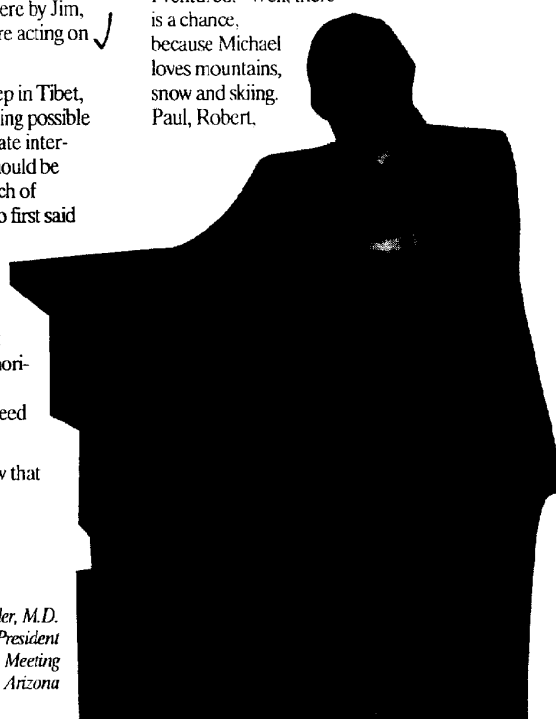 ere by Jim,
re acting on
ep in Tibet,
ing possible
ate inter-
ould be
ch of
o first said
nori-
eed
w that
ler, M.D.
President
Meeting
Arizona
is a chance,
because Michael
loves mountains,
snow and skiing.
Paul, Robert,